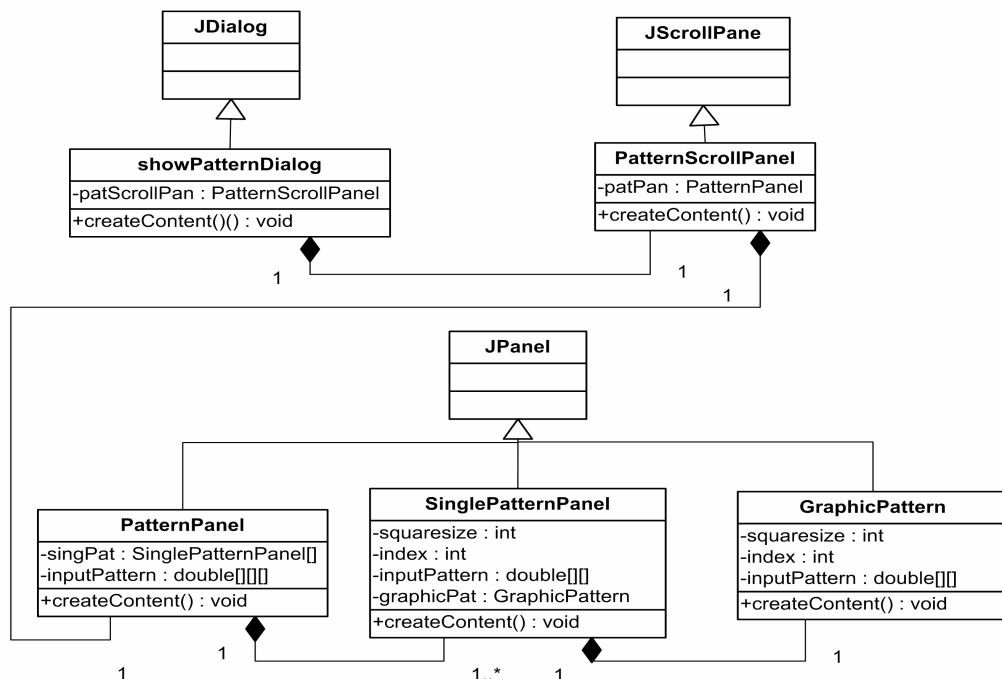 JDialog
JScrollPane
showPatternDialog
-patScrollPan : PatternScrollPanel
+createContent()() : void
PatternScrollPanel
-patPan : PatternPanel
+createContent() : void
1
1
1
JPanel
PatternPanel
-singPat : SinglePatternPanel[]
-inputPattern : double[][][]
+createContent() : void
SinglePatternPanel
-squaresize : int
-index : int
-inputPattern : double[][]
-graphicPat : GraphicPattern
+createContent() : void
GraphicPattern
-squaresize : int
-index : int
-inputPattern : double[][]
+createContent() : void
1
1
1..*
1
1